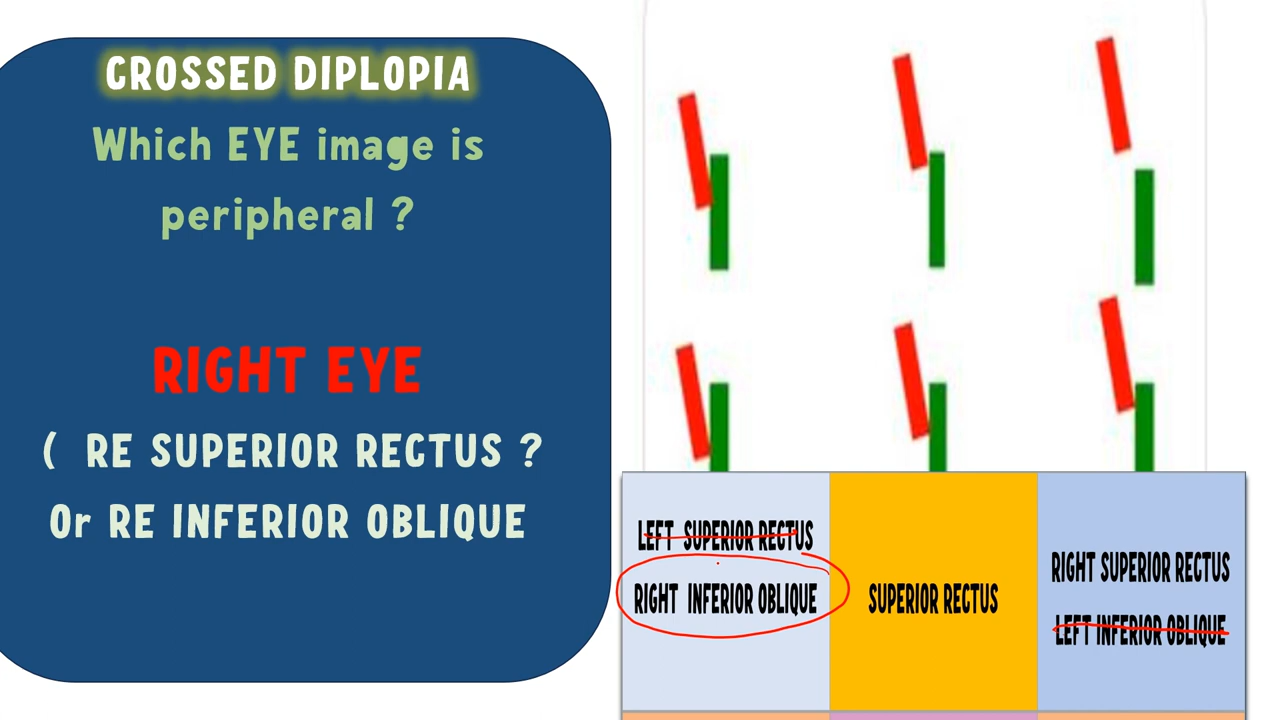 CROSSED DIPLOPIA
Which EYE image is
peripheral ?
RIGHT EYE
( RE SUPERIOR RECTUS ?
Or RE INFERIOR OBLIQUE
LEFT SUPERIOR RECTUS
RIGHT INFERIOR OBLIQUE
SUPERIOR RECTUS
RIGHT SUPERIOR RECTUS
LEFT INFERIOR OBLIQUE